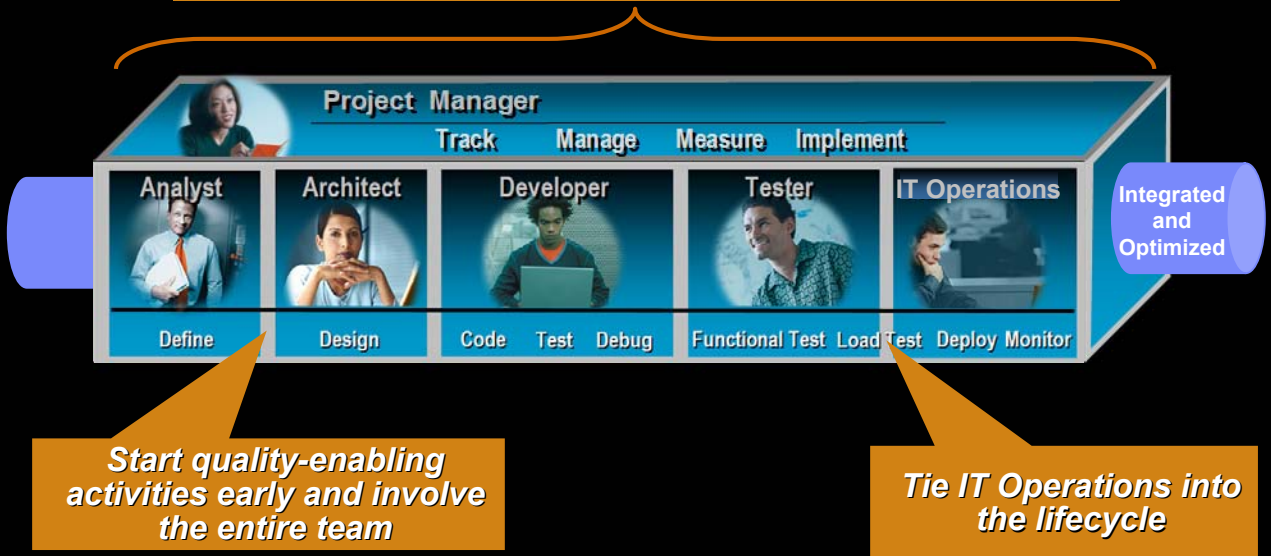 Project Manager
Track Manage Measure Implement
Analyst Architect Developer Tester IT Operations
Integrated
and
Optimized
Define Design Code Test Debug Functional Test Load Test Deploy Monitor
Start quality-enabling
activities early and involve
the entire team
Tie IT Operations into
the lifecycle